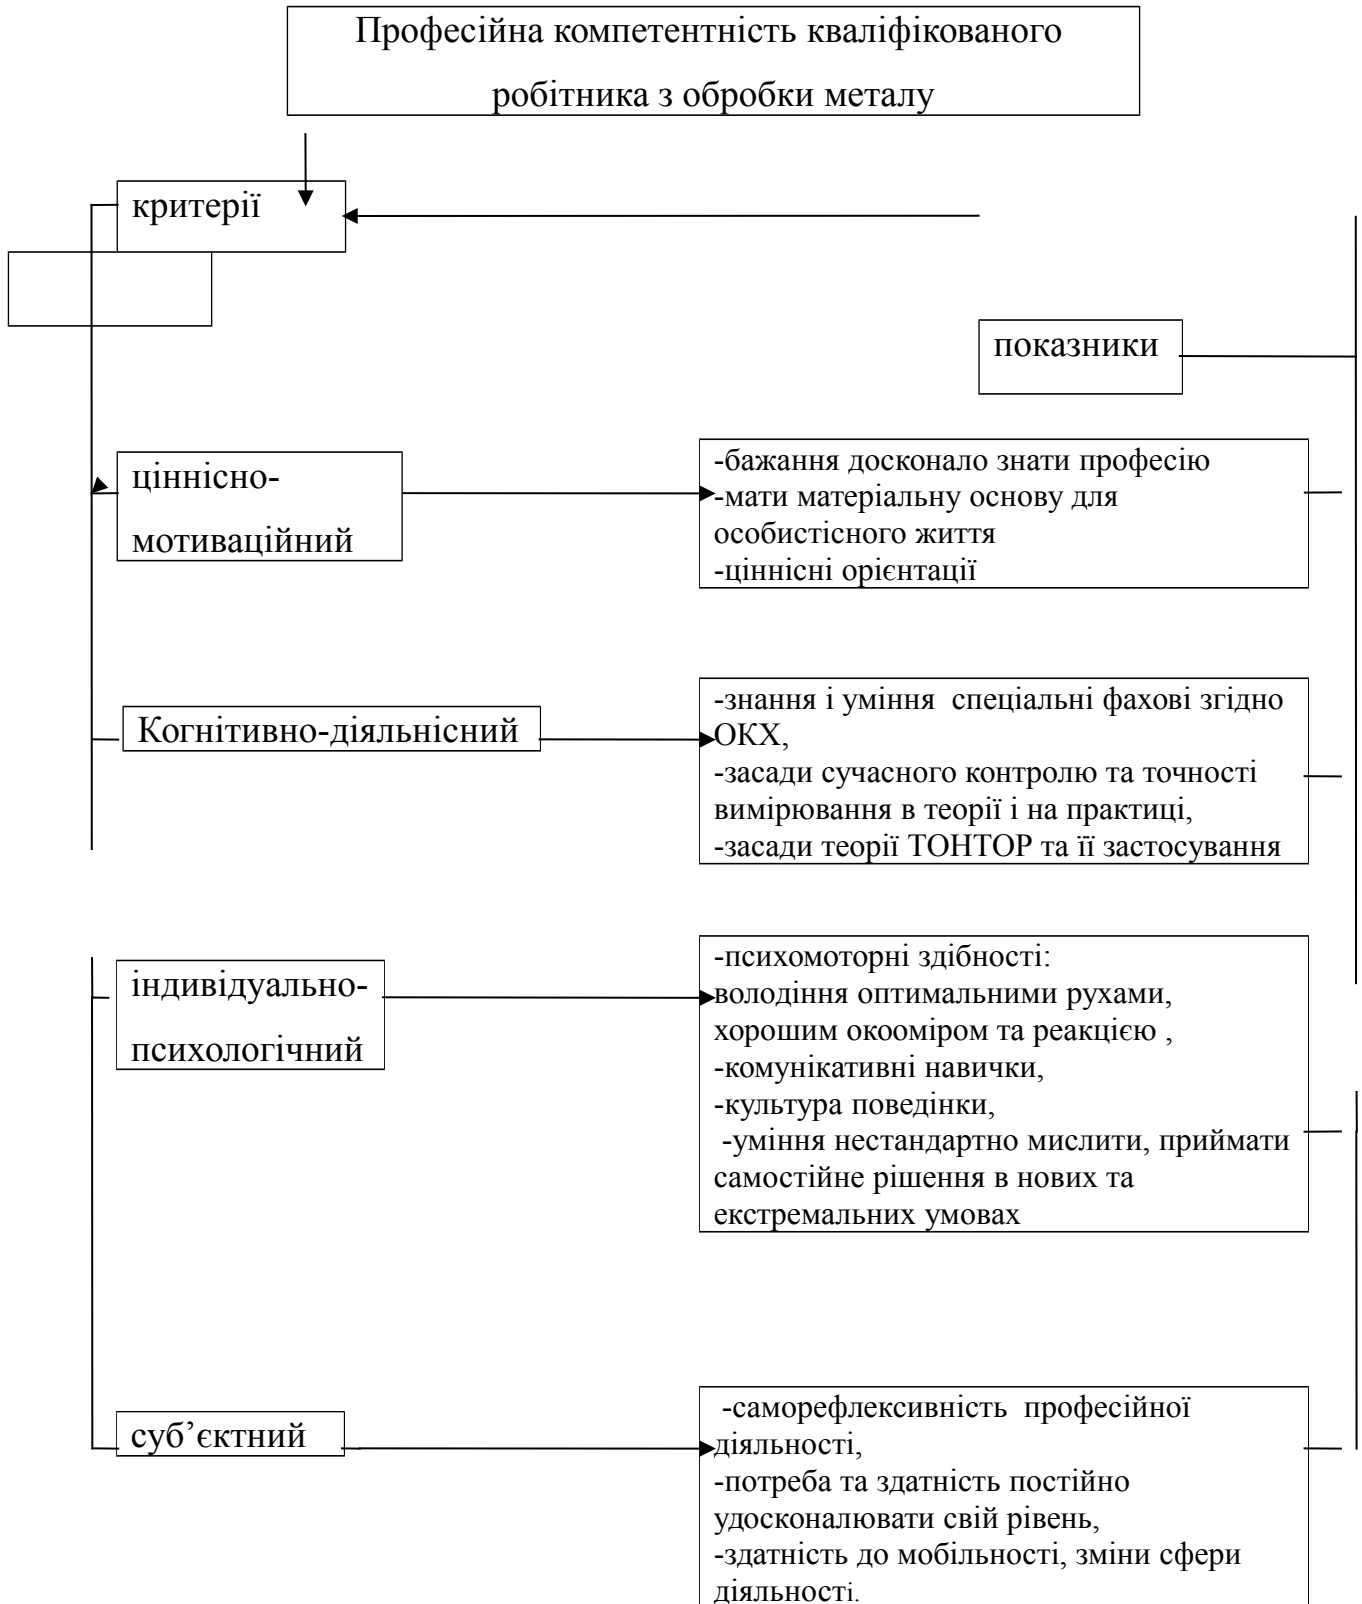 Професійна компетентність кваліфікованого
робітника з обробки металу
критерії
показники
ціннісно-
мотиваційний
-бажання досконало знати професію
-мати матеріальну основу для
особистісного життя
-ціннісні орієнтації
Когнітивно-діяльнісний
-знання і уміння спеціальні фахові згідно
ОКХ,
-засади сучасного контролю та точності
вимірювання в теорії і на практиці,
-засади теорії ТОНТОР та її застосування
індивідуально-
психологічний
-психомоторні здібності:
володіння оптимальними рухами,
хорошим окооміром та реакцією ,
-комунікативні навички,
-культура поведінки,
-уміння нестандартно мислити, приймати
самостійне рішення в нових та
екстремальних умовах
суб’єктний
-саморефлексивність професійної
діяльності,
-потреба та здатність постійно
удосконалювати свій рівень,
-здатність до мобільності, зміни сфери
діяльності.